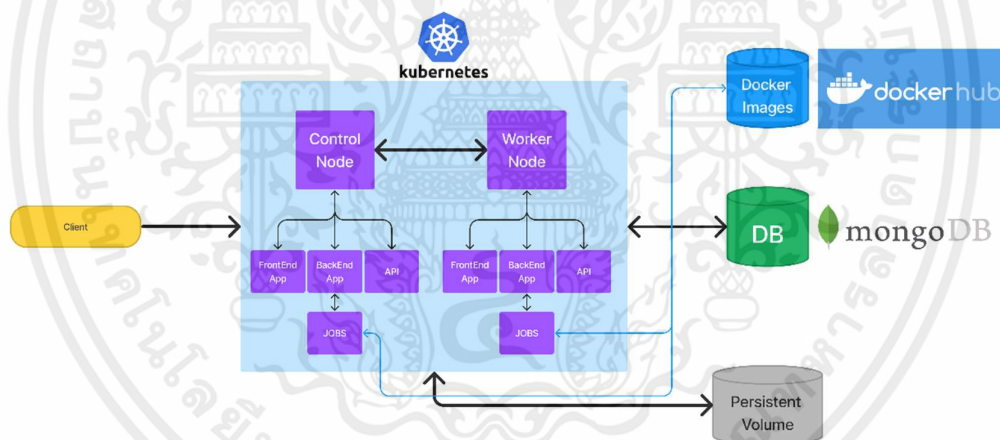 kubernetes
Control
Node
Worker
Node
Docker
Images
docker hub
Client
FrontEnd
App
BackEnd
App
API
FrontEnd
App
BackEnd
App
API
DB
mongoDB
JOBS
JOBS
Persistent
Volume